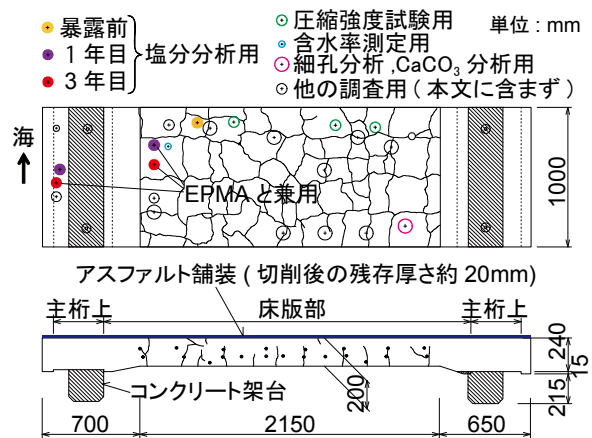 暴露前
1年目
3年目
塩分分析用
圧縮強度試験用
含水率測定用
細孔分析,CaCO3分析用
他の調査用(本文に含まず)
単位:mm
海
EPMAと兼用
1000
アスファルト舗装(切削後の残存厚さ約20mm)
主桁上
床版部
主桁上
コンクリート架台
200
240
15
215
700
2150
650